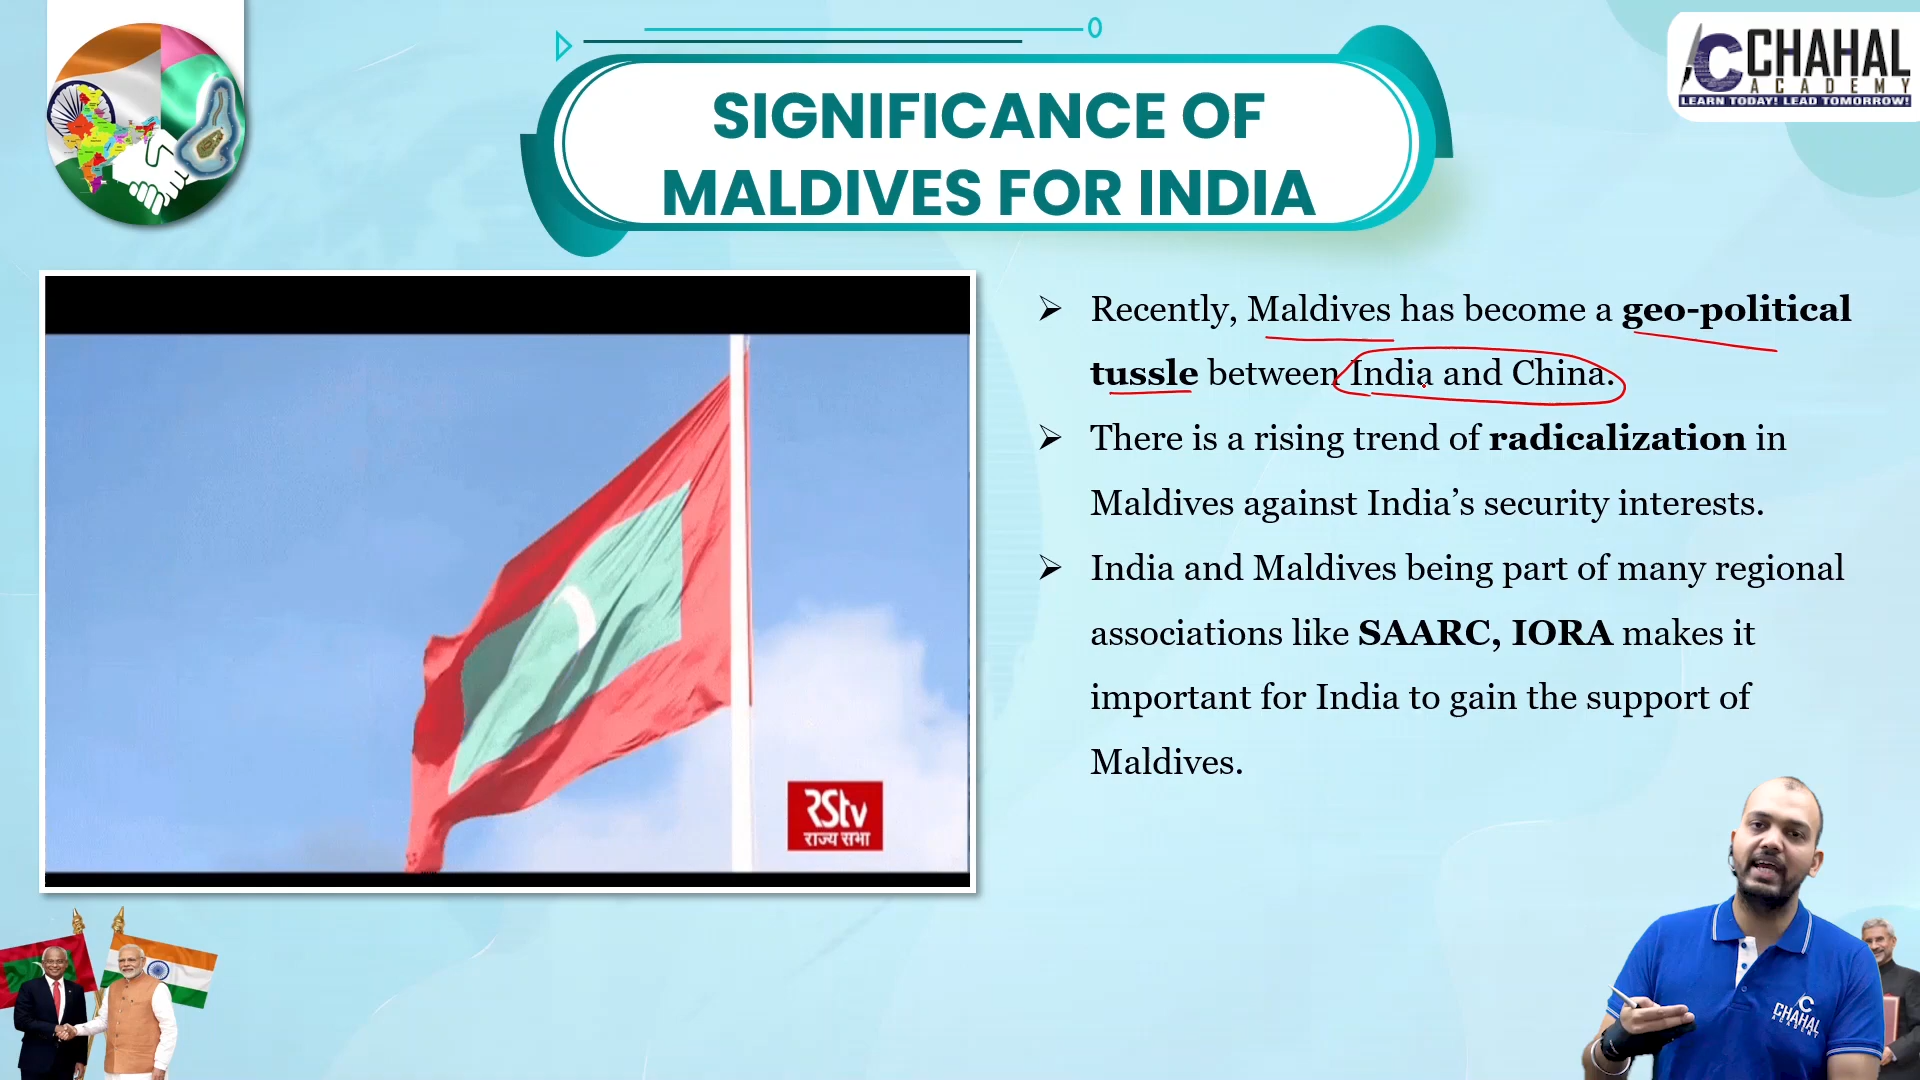 SIGNIFICANCE OF
MALDIVES FOR INDIA
CHAHAL
ACADEMY
LEARN TODAY! LEAD TOMORROW!
➢ Recently, Maldives has become a geo-political
tussle between India and China.
➢ There is a rising trend of radicalization in
Maldives against India’s security interests.
➢ India and Maldives being part of many regional
associations like SAARC, IORA makes it
important for India to gain the support of
Maldives.
RStv
राज्य सभा
CHAHAL
ACADEMY